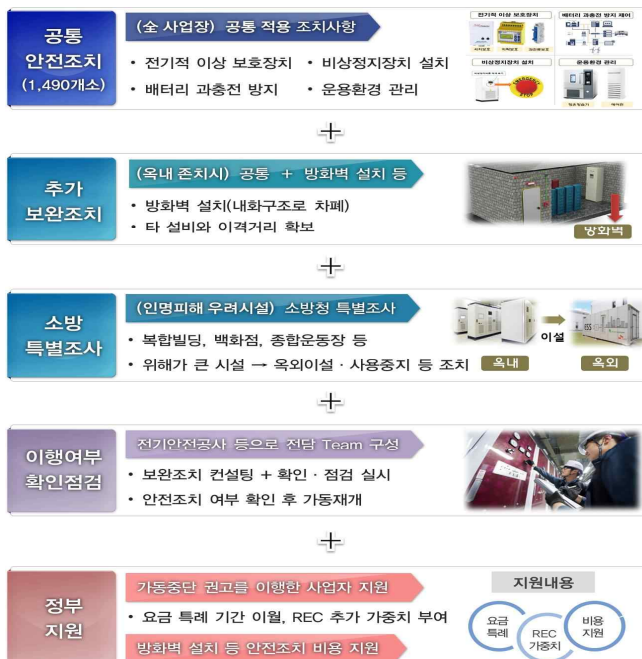 공통
안전조치
(1,490개소)
(全 사업장) 공통 적용 조치사항
• 전기적 이상 보호장치 • 비상정지장치 설치
• 배터리 과충전 방지 • 운용환경 관리
전기적 이상 보호장치
배터리 과충전 방지 제어
비상정지장치 설치
운용환경 관리
EMERGENCY
STOP
+
추가
보완조치
(옥내 존치시) 공통 + 방화벽 설치 등
• 방화벽 설치(내화구조로 차폐)
• 타 설비와 이격거리 확보
방화벽
+
소방
특별조사
(인명피해 우려시설) 소방청 특별조사
• 복합빌딩, 백화점, 종합운동장 등
• 위해가 큰 시설 → 옥외이설 · 사용중지 등 조치
옥내
이설
ESS
옥외
+
이행여부
확인점검
전기안전공사 등으로 전담 Team 구성
• 보완조치 컨설팅 + 확인 · 점검 실시
• 안전조치 여부 확인 후 가동재개
+
정부
지원
가동중단 권고를 이행한 사업자 지원
• 요금 특례 기간 이월, REC 추가 가중치 부여
방화벽 설치 등 안전조치 비용 지원
지원내용
요금
특례
REC
가중치
비용
지원